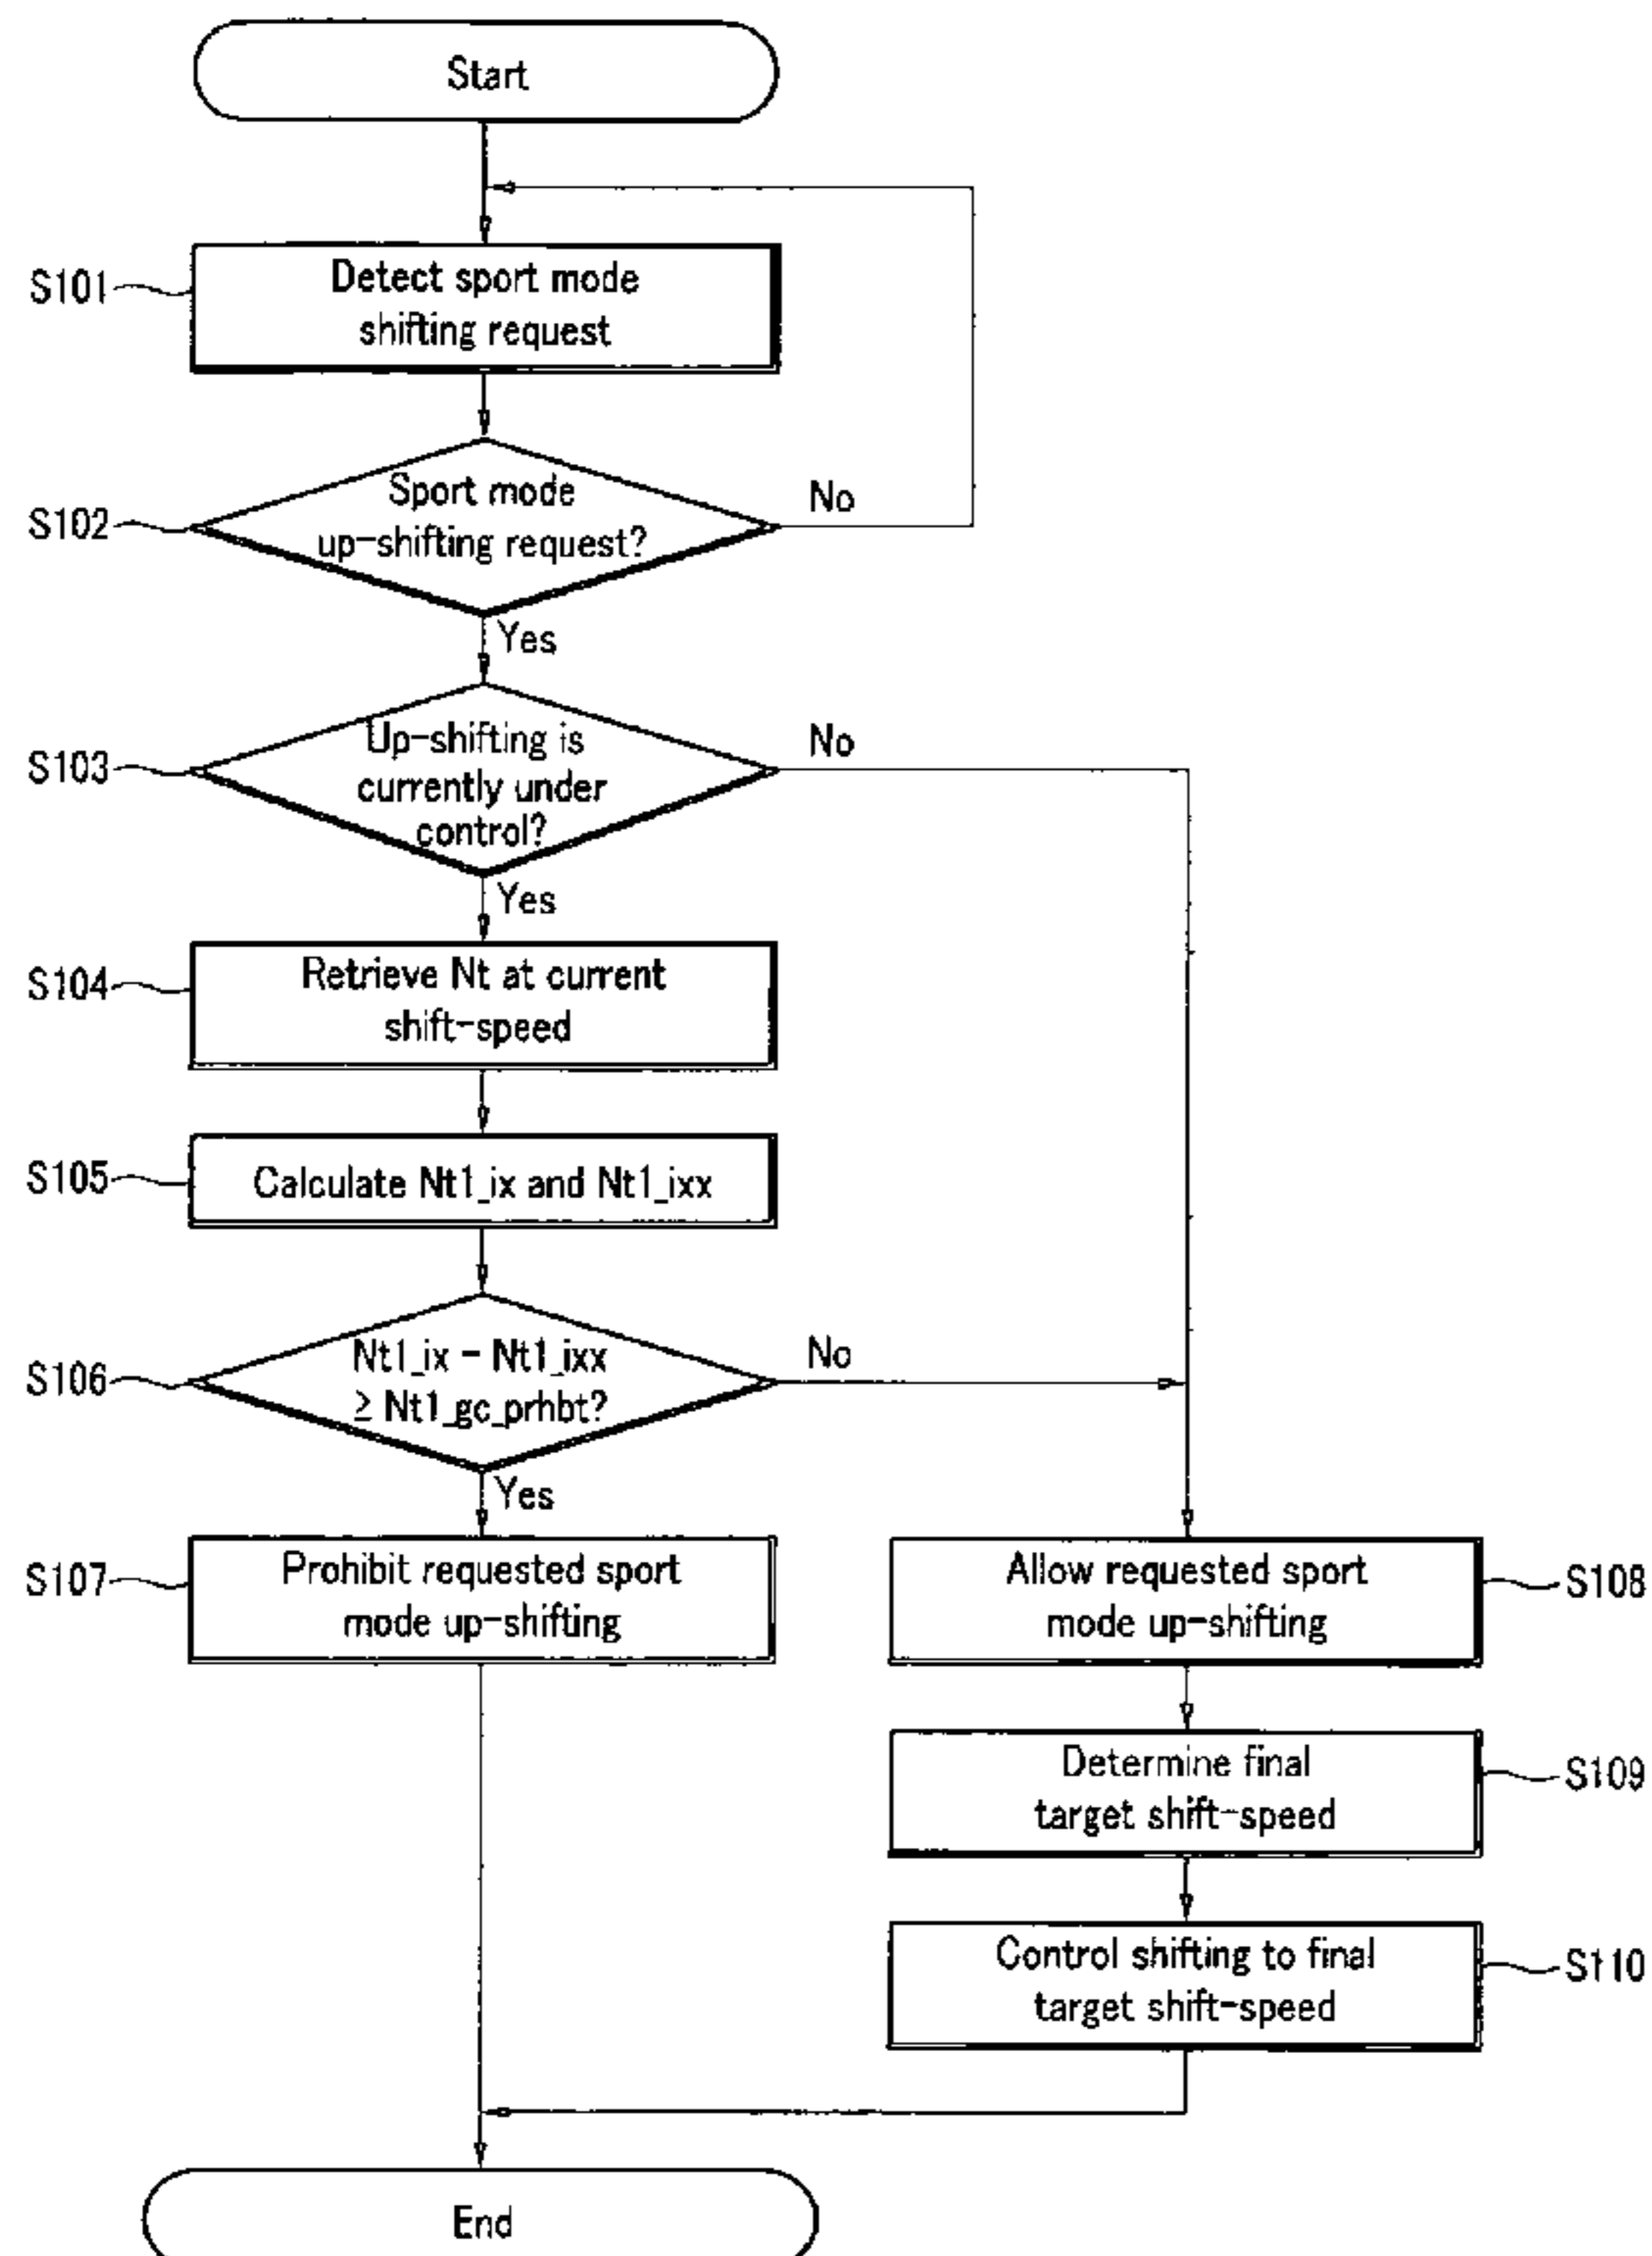 Start
S101
Detect sport mode
shifting request
S102
Sport mode
up-shifting request?
No
Yes
S103
Up-shifting is
currently under
control?
No
Yes
S104
Retrieve Nt at current
shift-speed
S105
Calculate Nt1_ix and Nt1_ixx
S106
Nt1_ix - Nt1_ixx
≥ Nt1_gc_prhbt?
No
Yes
S107
Prohibit requested sport
mode up-shifting
Allow requested sport
mode up-shifting
S108
Determine final
target shift-speed
S109
Control shifting to final
target shift-speed
S110
End